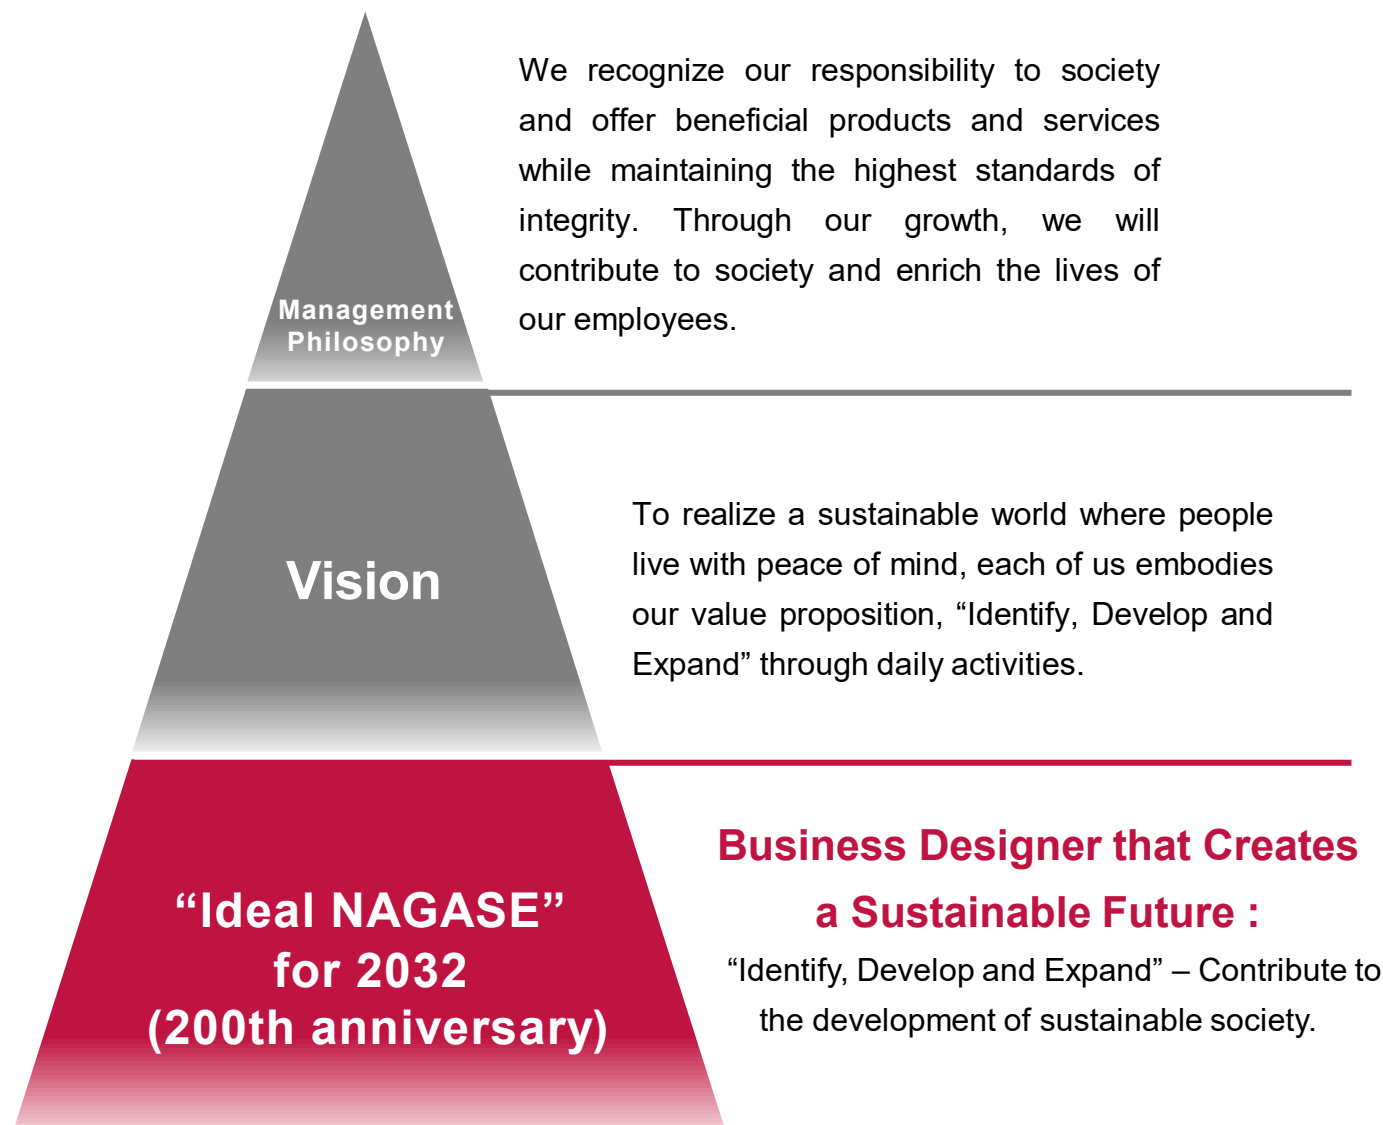 We recognize our responsibility to society
and offer beneficial products and services
while maintaining the highest standards of
integrity. Through our growth, we will
contribute to society and enrich the lives of
our employees.
Management
Philosophy
To realize a sustainable world where people
live with peace of mind, each of us embodies
our value proposition, “Identify, Develop and
Expand” through daily activities.
Vision
Business Designer that Creates
a Sustainable Future :
“Identify, Develop and Expand” – Contribute to
the development of sustainable society.
“Ideal NAGASE”
for 2032
(200th anniversary)